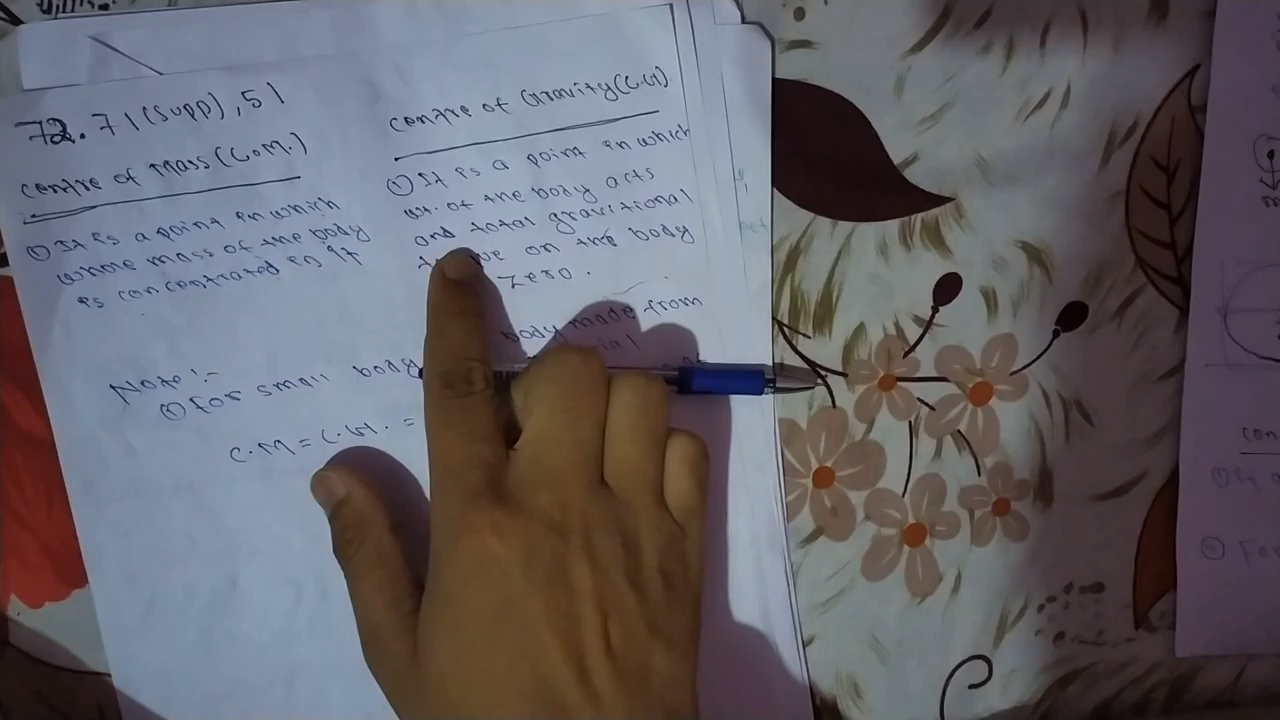 72. 71(Supp), 51
Centre of Mass (C.O.M.)
① It is a point in which
whole mass of the body
is concentrated in it
Centre of Gravity (C.G)
① It is a point in which
wt. of the body acts
and total gravitional
on the body
zero.
Note:-
① For small body
body made from
C.M = C.G. =